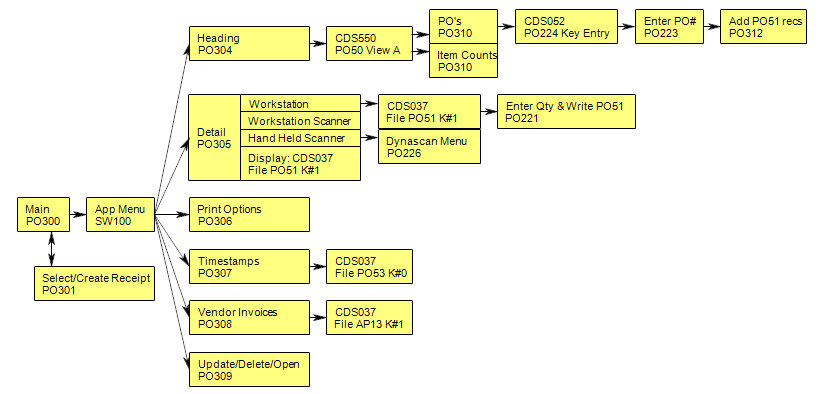 Heading
PO304
CDS550
PO50 View A
PO's
PO310
Item Counts
PO310
CDS052
PO224 Key Entry
Enter PO#
PO223
Add PO51 recs
PO312
Detail
PO305
Workstation
Workstation Scanner
Hand Held Scanner
Display: CDS037
File PO51 K#1
CDS037
File PO51 K#1
Enter Qty & Write PO51
PO221
Dynascan Menu
PO226
Main
PO300
App Menu
SW100
Print Options
PO306
Select/Create Receipt
PO301
Timestamps
PO307
CDS037
File PO53 K#0
Vendor Invoices
PO308
CDS037
File AP13 K#1
Update/Delete/Open
PO309